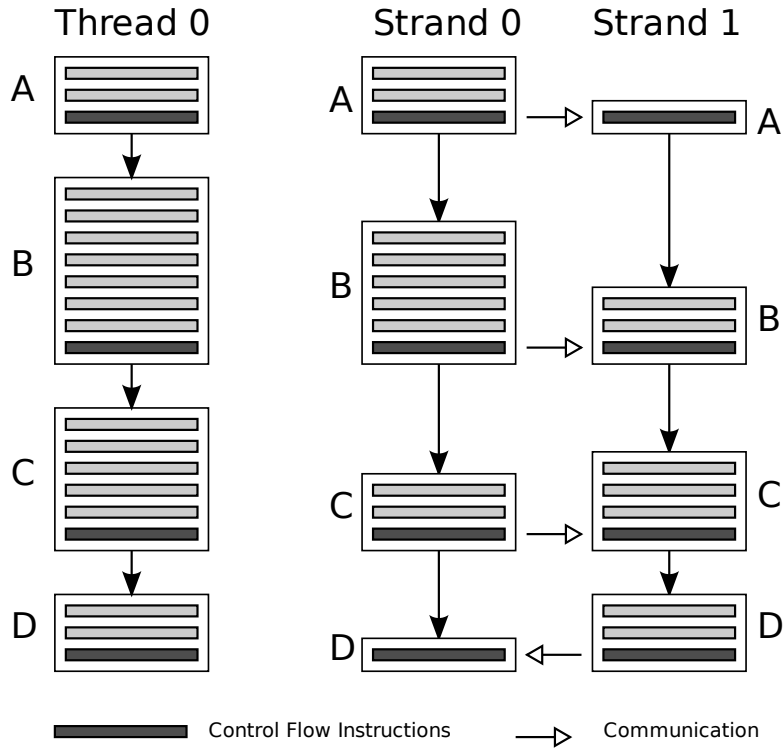 Thread 0
Strand 0
Strand 1
A
B
C
D
A
B
C
D
A
B
C
D
Control Flow Instructions
Communication